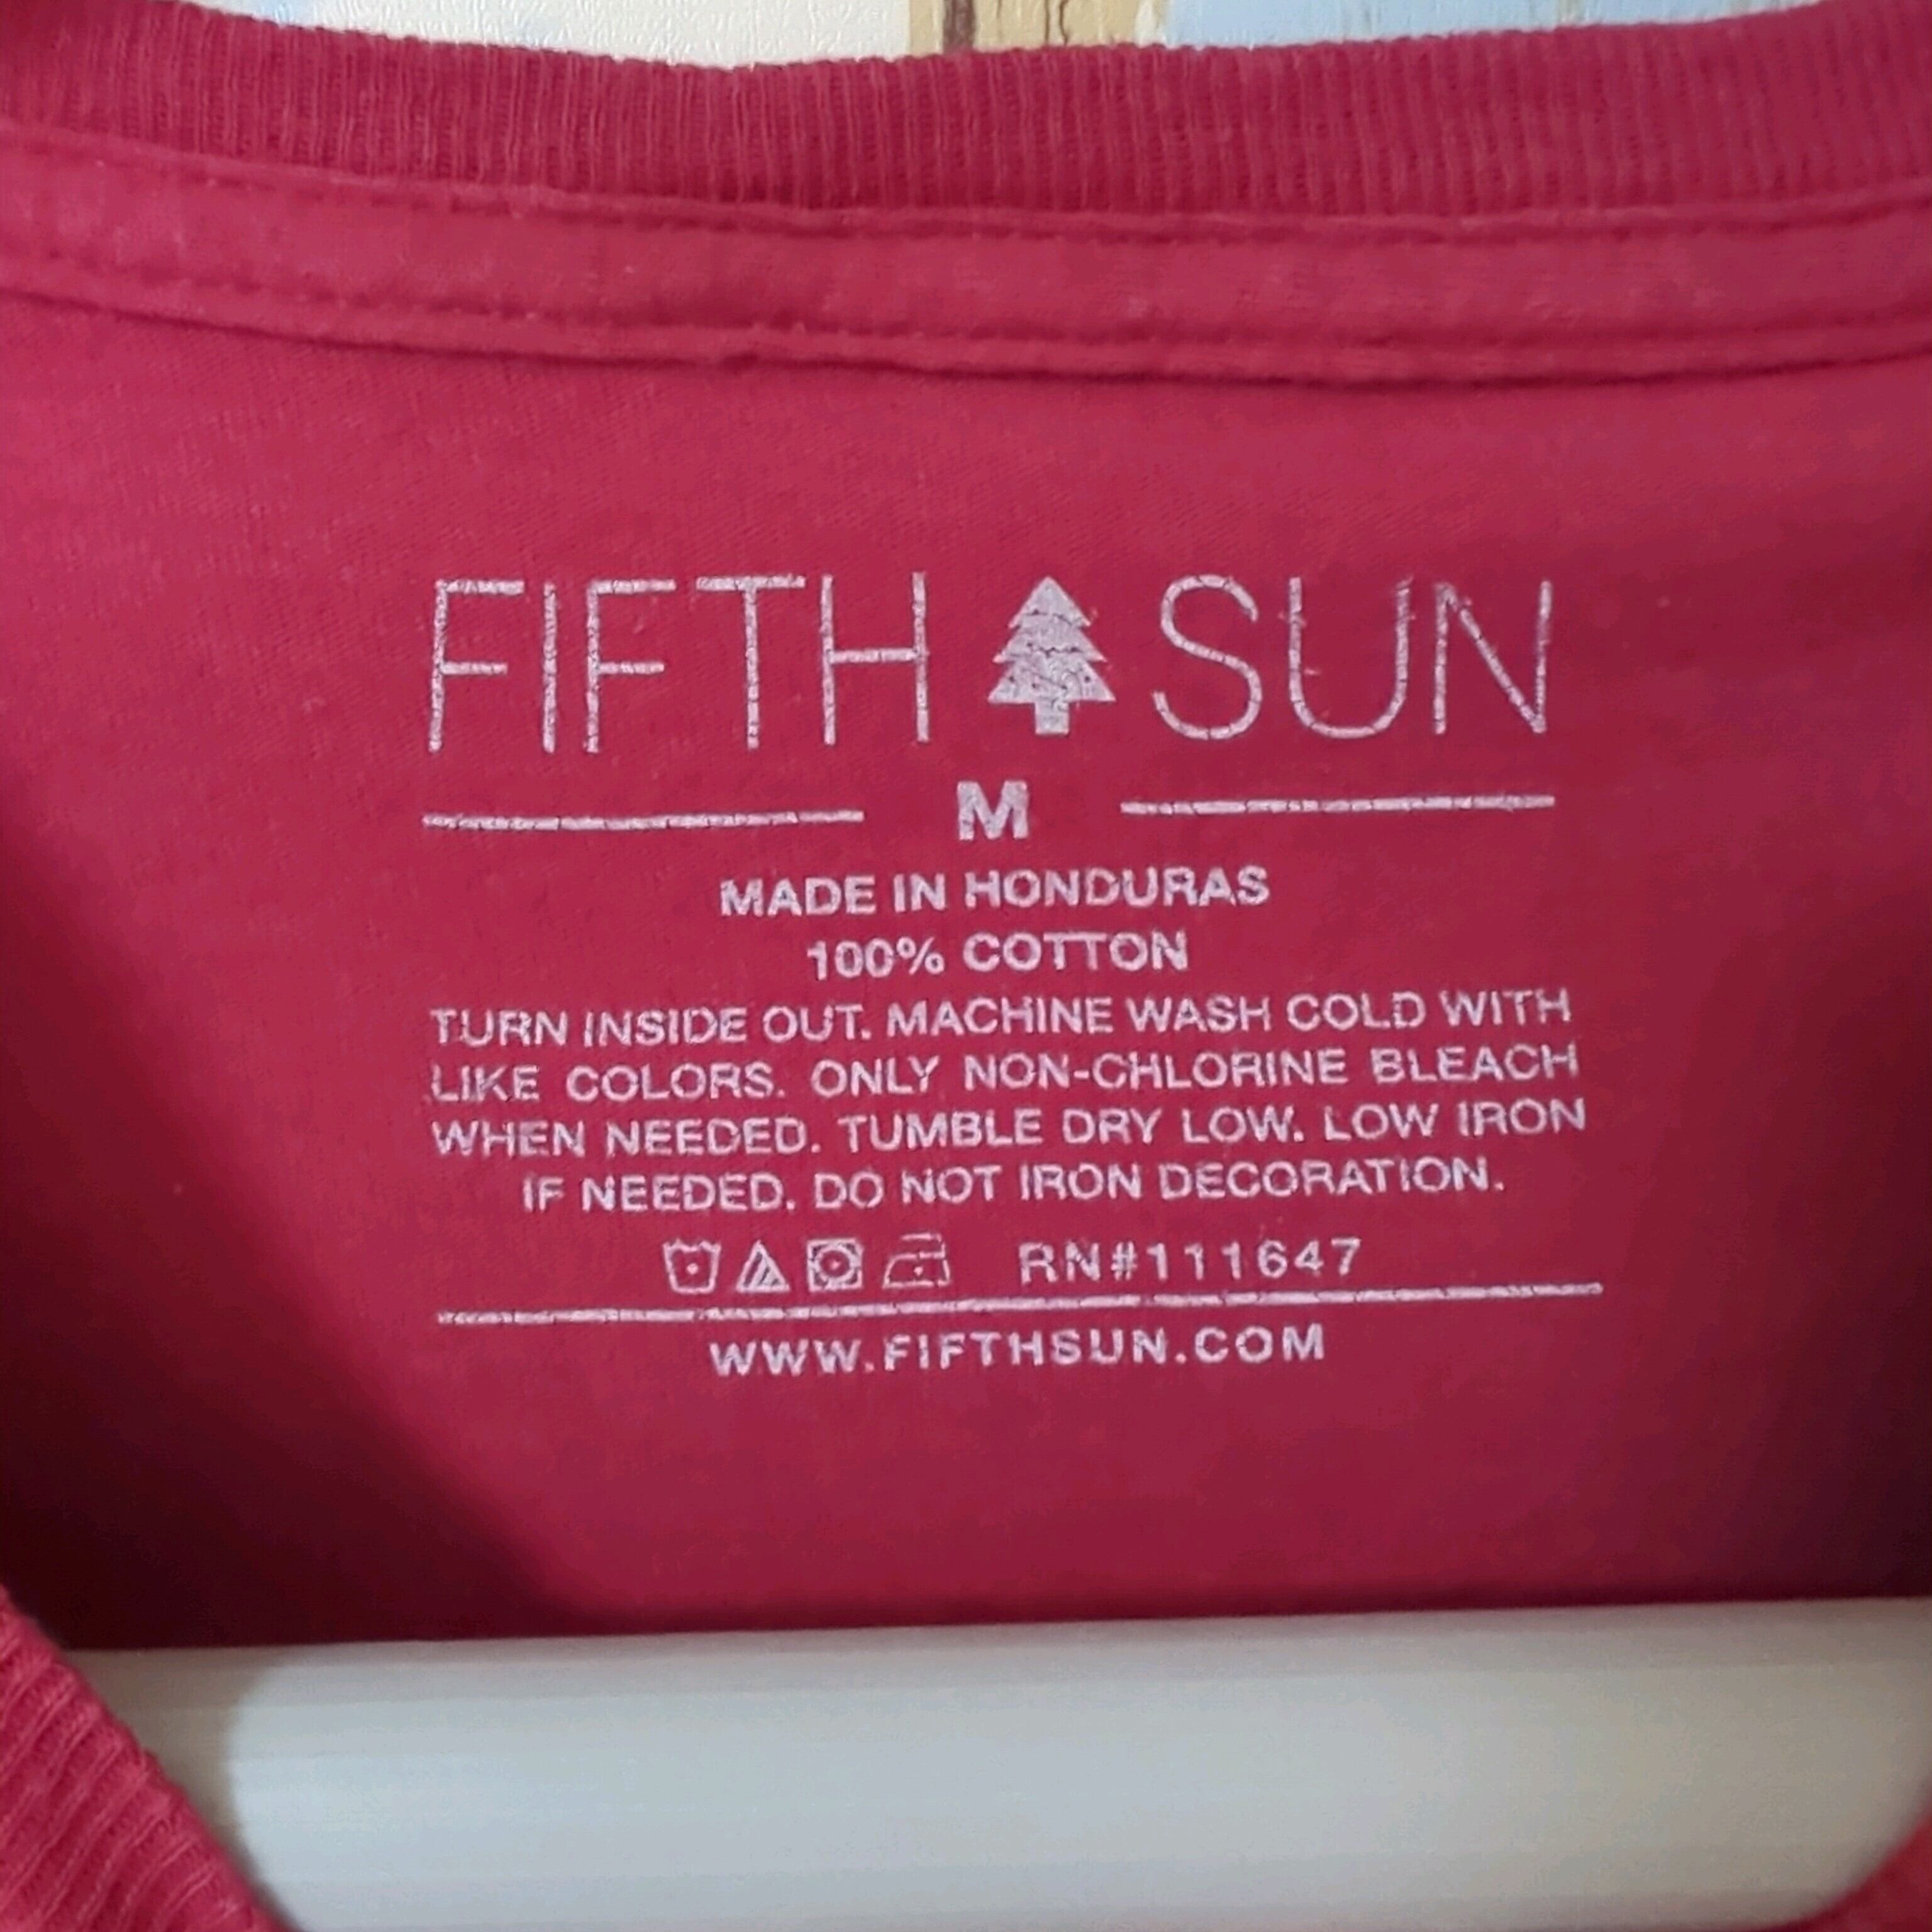 FIFTH SUN
M
MADE IN HONDURAS
100% COTTON
TURN INSIDE OUT. MACHINE WASH COLD WITH
LIKE COLORS. ONLY NON-CHLORINE BLEACH
WHEN NEEDED. TUMBLE DRY LOW. LOW IRON
IF NEEDED. DO NOT IRON DECORATION.
RN#111647
WWW.FIFTHSUN.COM